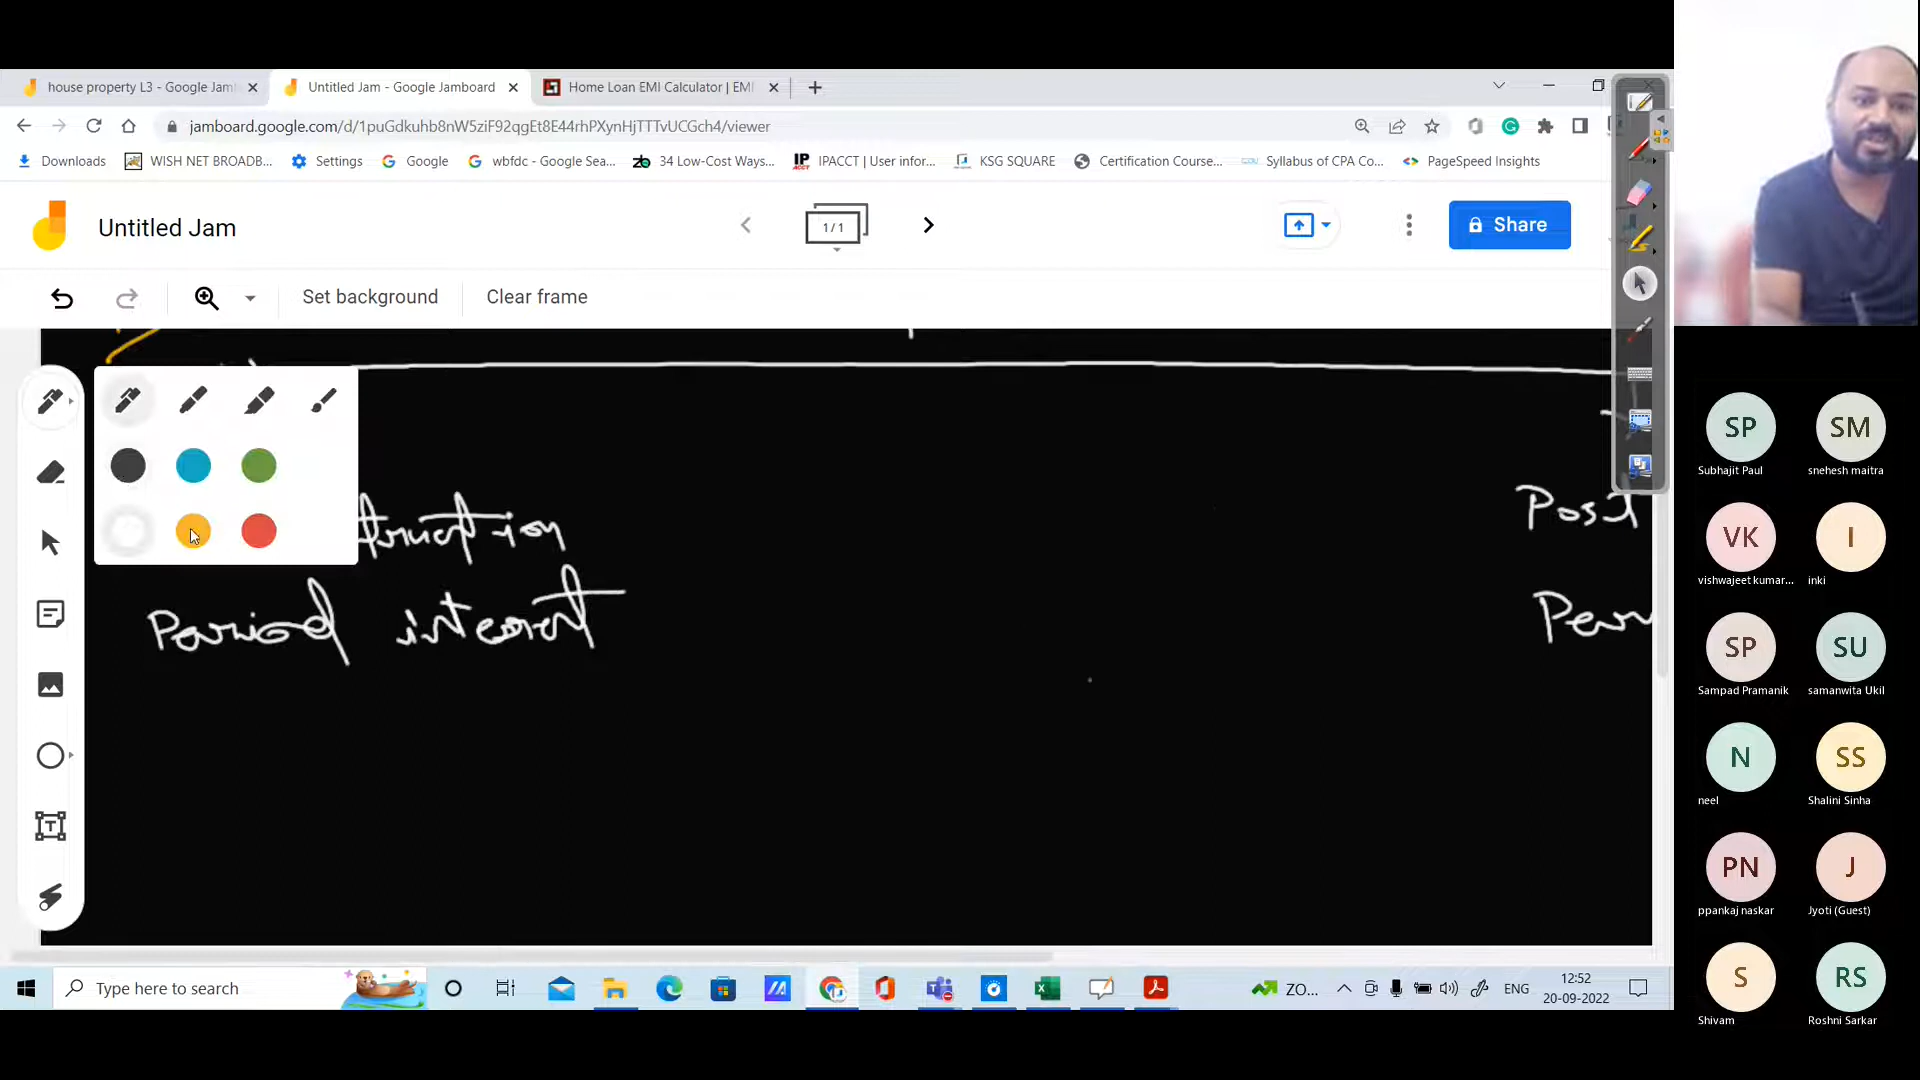 house property L3 - Google Jam
Untitled Jam - Google Jamboard
Home Loan EMI Calculator | EMI
jamboard.google.com/d/1puGdkuhb8nW5ziF92qgEt8E44rhPXynHjTTTvUCGch4/viewer
Downloads WISH NET BROADB... Settings Google wbfdc - Google Sea... 34 Low-Cost Ways... IPACCT | User infor... KSG SQUARE Certification Course... Syllabus of CPA Co... PageSpeed Insights
Untitled Jam
1 / 1
Share
Set background Clear frame
truction
Post
Period interest
Per
Type here to search
ZO...
ENG
12:52
20-09-2022
SP SM
Subhajit Paul snehesh maitra
VK I
vishwajeet kumar... inki
SP SU
Sampad Pramanik samanwita Ukil
N SS
neel Shalini Sinha
PN J
ppankaj naskar Jyoti (Guest)
S RS
Shivam Roshni Sarkar